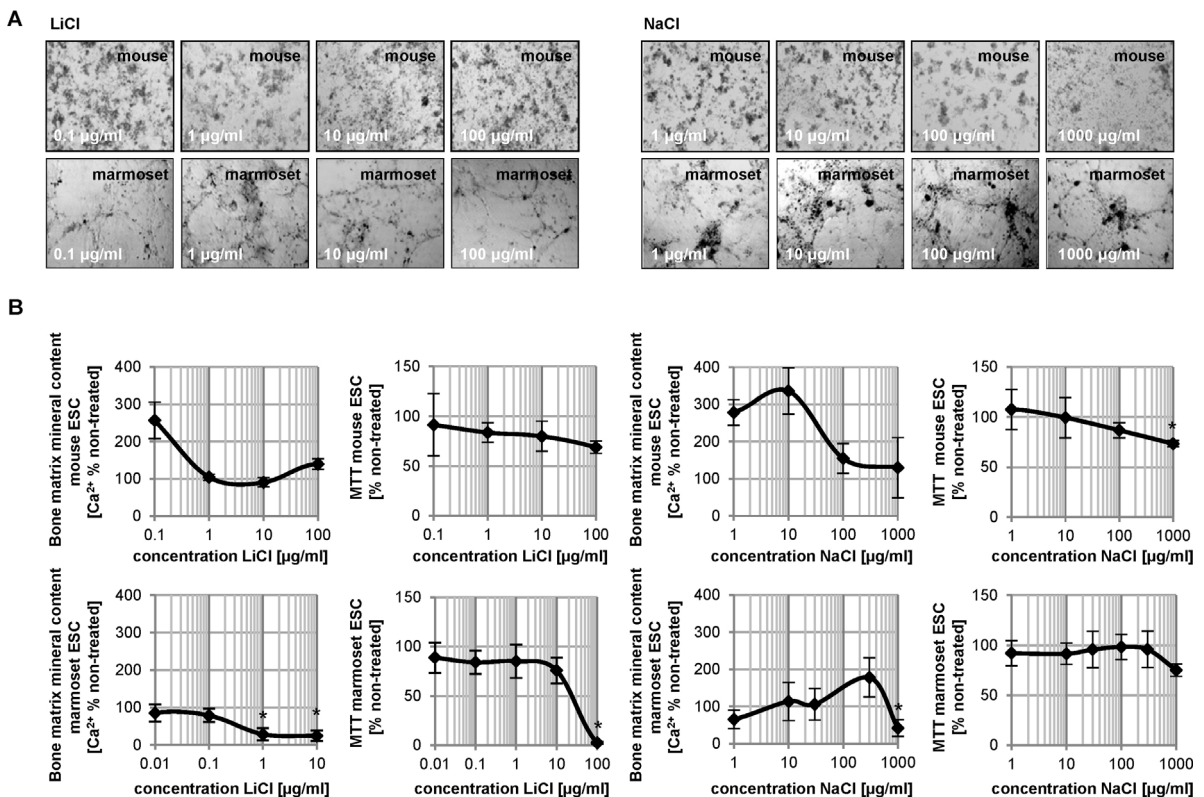 A
LiCl
NaCl
mouse
mouse
mouse
mouse
mouse
mouse
mouse
mouse
0.1 µg/ml
1 µg/ml
10 µg/ml
100 µg/ml
1 µg/ml
10 µg/ml
100 µg/ml
1000 µg/ml
marmoset
marmoset
marmoset
marmoset
marmoset
marmoset
marmoset
marmoset
0.1 µg/ml
1 µg/ml
10 µg/ml
100 µg/ml
1 µg/ml
10 µg/ml
100 µg/ml
1000 µg/ml
B
Bone matrix mineral content
mouse ESC
[Ca²⁺ % non-treated]
400
300
200
100
0
0.1
1
10
100
concentration LiCl [µg/ml]
MTT mouse ESC
[% non-treated]
150
100
50
0
0.1
1
10
100
concentration LiCl [µg/ml]
Bone matrix mineral content
mouse ESC
[Ca²⁺ % non-treated]
400
300
200
100
0
1
10
100
1000
concentration NaCl [µg/ml]
MTT mouse ESC
[% non-treated]
150
100
50
0
*
1
10
100
1000
concentration NaCl [µg/ml]
Bone matrix mineral content
marmoset ESC
[Ca²⁺ % non-treated]
400
300
200
100
0
*
*
0.01
0.1
1
10
concentration LiCl [µg/ml]
MTT marmoset ESC
[% non-treated]
150
100
50
0
*
0.01
0.1
1
10
100
concentration LiCl [µg/ml]
Bone matrix mineral content
marmoset ESC
[Ca²⁺ % non-treated]
400
300
200
100
0
*
1
10
100
1000
concentration NaCl [µg/ml]
MTT marmoset ESC
[% non-treated]
150
100
50
0
1
10
100
1000
concentration NaCl [µg/ml]